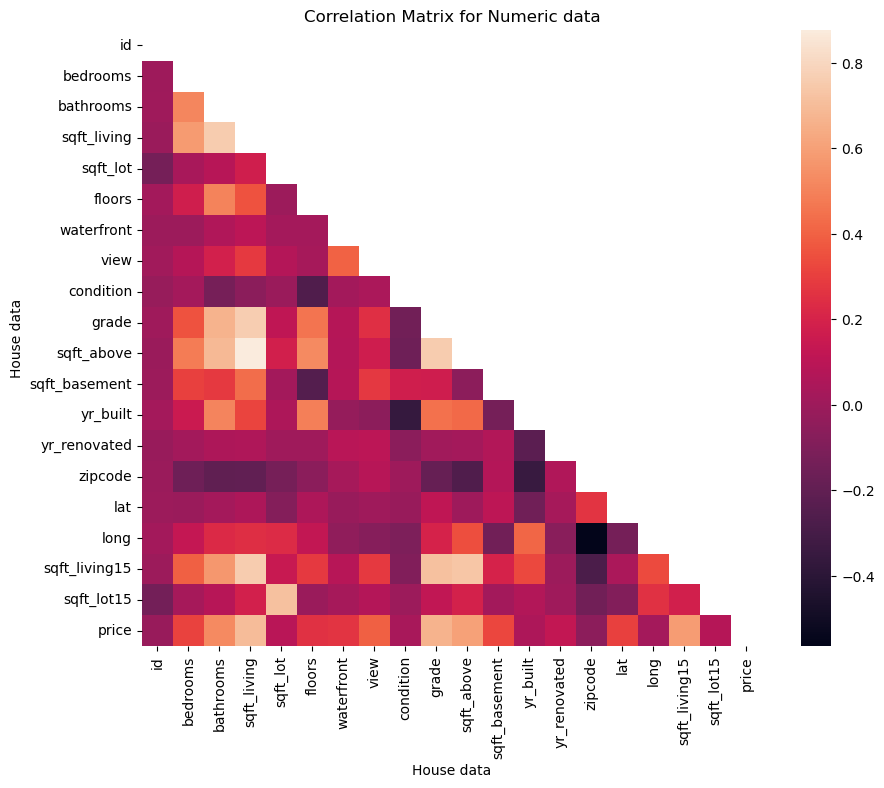 Correlation Matrix for Numeric data
House data
id
bedrooms
bathrooms
sqft_living
sqft_lot
floors
waterfront
view
condition
grade
sqft_above
sqft_basement
yr_built
yr_renovated
zipcode
lat
long
sqft_living15
sqft_lot15
price
id
bedrooms
bathrooms
sqft_living
sqft_lot
floors
waterfront
view
condition
grade
sqft_above
sqft_basement
yr_built
yr_renovated
zipcode
lat
long
sqft_living15
sqft_lot15
price
House data
0.8
0.6
0.4
0.2
0.0
−0.2
−0.4